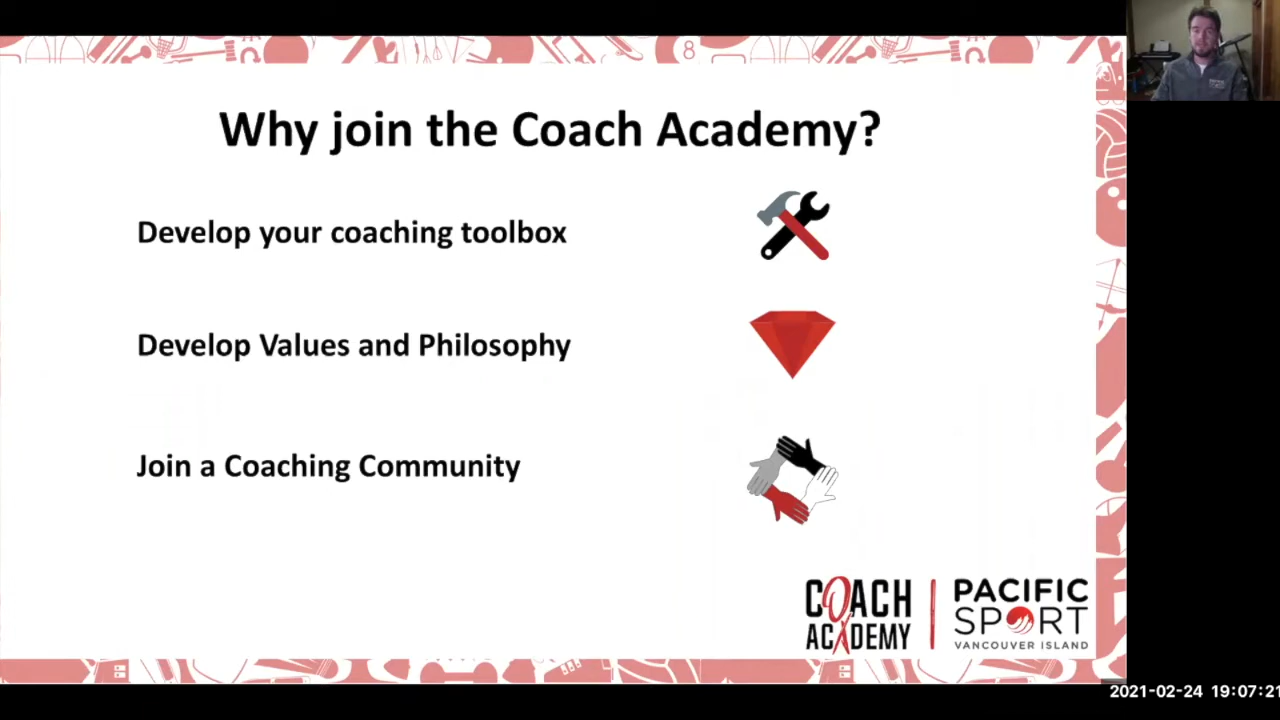 8
Why join the Coach Academy?
Develop your coaching toolbox
Develop Values and Philosophy
Join a Coaching Community
COACH
ACADEMY
PACIFIC
SPORT
VANCOUVER ISLAND
2021-02-24 19:07:21